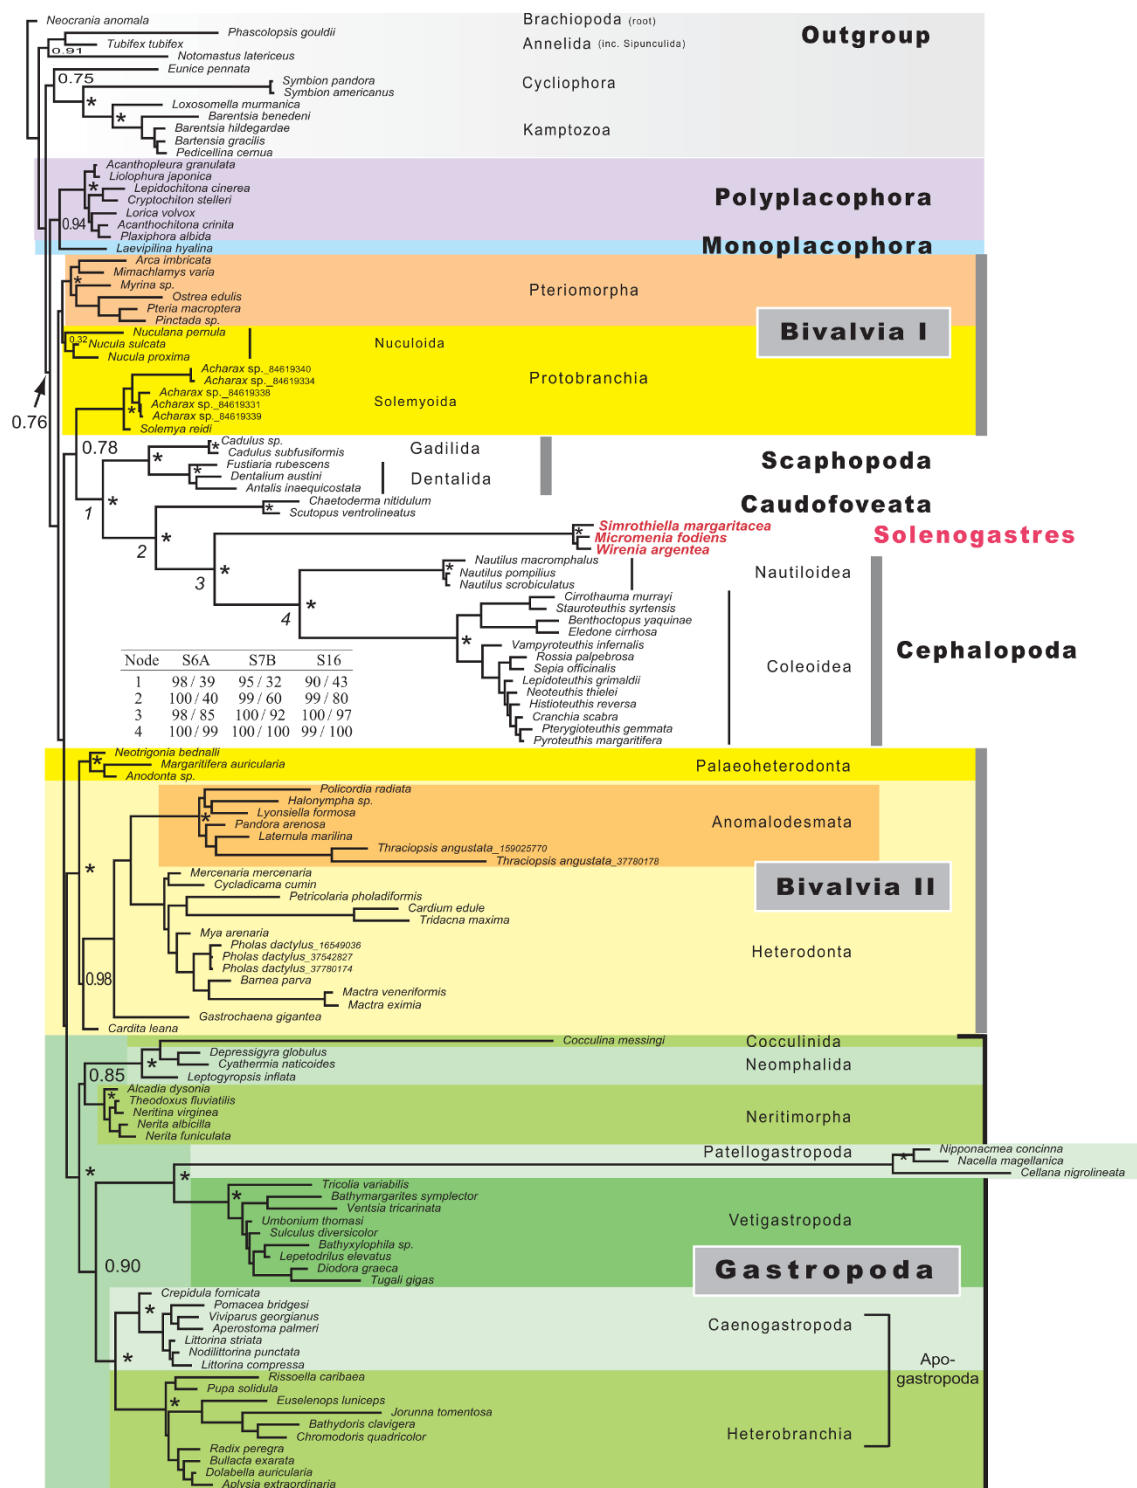 Neocrania anomala
Brachiopoda (root)
Outgroup
Phascolopsis gouldii
Tubifex tubifex
Annelida (inc. Sipunculida)
0.91
Notomastus latericeus
Eunice pennata
0.75
Symbion pandora
Cycliophora
Symbion americanus
*
Loxosomella murmanica
*
Barentsia benedeni
Barentsia hildegardae
Kamptozoa
Bartensia gracilis
Pedicellina cernua
Acanthopleura granulata
Liolophura japonica
*
Lepidochitona cinerea
Cryptochiton stelleri
Polyplacophora
Lorica volvox
0.94
Acanthochitona crinita
Plaxiphora albida
Laevipilina hyalina
Monoplacophora
Arca imbricata
Mimachlamys varia
*
Myrina sp.
Pteriomorpha
Ostrea edulis
Pteria macroptera
Pinctada sp.
Bivalvia I
Nuculana pernula
0.32
Nucula sulcata
Nuculoida
Nucula proxima
Acharax sp._84619340
Protobranchia
Acharax sp._84619334
Acharax sp._84619338
Solemyoida
*
Acharax sp._84619331
Acharax sp._84619339
0.76
Solemya reidi
0.78
Cadulus sp.
*
Gadilida
Cadulus subfusiformis
*
Scaphopoda
Fustiaria rubescens
*
Dentalium austini
Dentalida
Antalis inaequicostata
1
*
Chaetoderma nitidulum
Caudofoveata
*
Scutopus ventrolineatus
Simrothiella margaritacea
*
Micromenia fodiens
Solenogastres
2
*
Wirenia argentea
Nautilus macromphalus
*
Nautilus pompilius
Nautiloidea
Nautilus scrobiculatus
3
*
Cirrothauma murrayi
Stauroteuthis syrtensis
4
*
Benthoctopus yaquinae
Eledone cirrhosa
*
Vampyroteuthis infernalis
Cephalopoda
Rossia palpebrosa
Sepia officinalis
Coleoidea
Lepidoteuthis grimaldii
Neoteuthis thielei
Histioteuthis reversa
Cranchia scabra
Pterygioteuthis gemmata
Pyroteuthis margaritifera
Node S6A S7B S16
1 98 / 39 95 / 32 90 / 43
2 100 / 40 99 / 60 99 / 80
3 98 / 85 100 / 92 100 / 97
4 100 / 99 100 / 100 99 / 100
Neotrigonia bednalli
*
Margaritifera auricularia
Palaeoheterodonta
Anodonta sp.
Policordia radiata
Halonympha sp.
*
Lyonsiella formosa
Pandora arenosa
Anomalodesmata
Laternula marilina
Thraciopsis angustata_159025770
Thraciopsis angustata_37780178
*
Mercenaria mercenaria
Cycladicama cumin
Bivalvia II
Petricolaria pholadiformis
Cardium edule
Tridacna maxima
Mya arenaria
Pholas dactylus_16549036
Heterodonta
Pholas dactylus_37542827
Pholas dactylus_37780174
0.98
Barnea parva
Mactra veneriformis
Mactra eximia
Gastrochaena gigantea
Cardita leana
Cocculina messingi
Cocculinida
Depressigyra globulus
*
Cyathermia naticoides
Neomphalida
0.85
Leptogyropsis inflata
Alcadia dysonia
*
Theodoxus fluviatilis
Neritina virginea
Neritimorpha
Nerita albicilla
Nerita funiculata
Patellogastropoda
Nipponacmea concinna
*
Nacella magellanica
*
*
Cellana nigrolineata
Tricolia variabilis
*
Bathymargarites symplector
Ventsia tricarinata
Umbonium thomasi
Vetigastropoda
Sulculus diversicolor
Bathyxylophila sp.
Lepetodrilus elevatus
0.90
Diodora graeca
Gastropoda
Tugali gigas
Crepidula fornicata
*
Pomacea bridgesi
Viviparus georgianus
Aperostoma palmeri
Caenogastropoda
Littorina striata
Nodilittorina punctata
*
Littorina compressa
Apo-
gastropoda
Rissoella caribaea
Pupa solidula
*
Euselenops luniceps
Jorunna tomentosa
Bathydoris clavigera
Heterobranchia
Chromodoris quadricolor
Radix peregra
Bullacta exarata
Dolabella auricularia
Aplysia extraordinaria